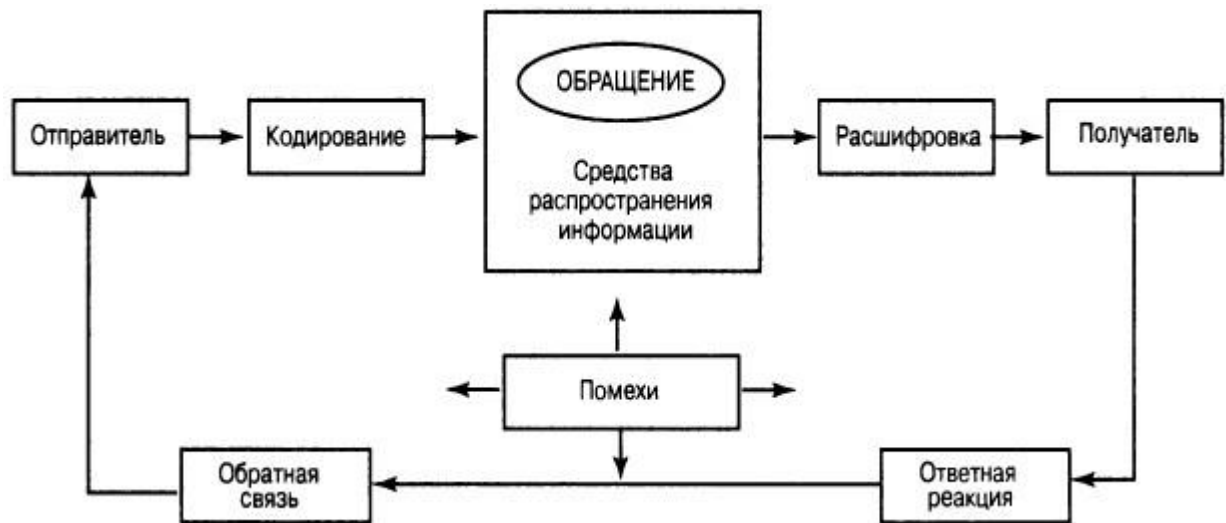 ОБРАЩЕНИЕ
Отправитель
Кодирование
Средства
распространения
информации
Расшифровка
Получатель
Помехи
Обратная
связь
Ответная
реакция